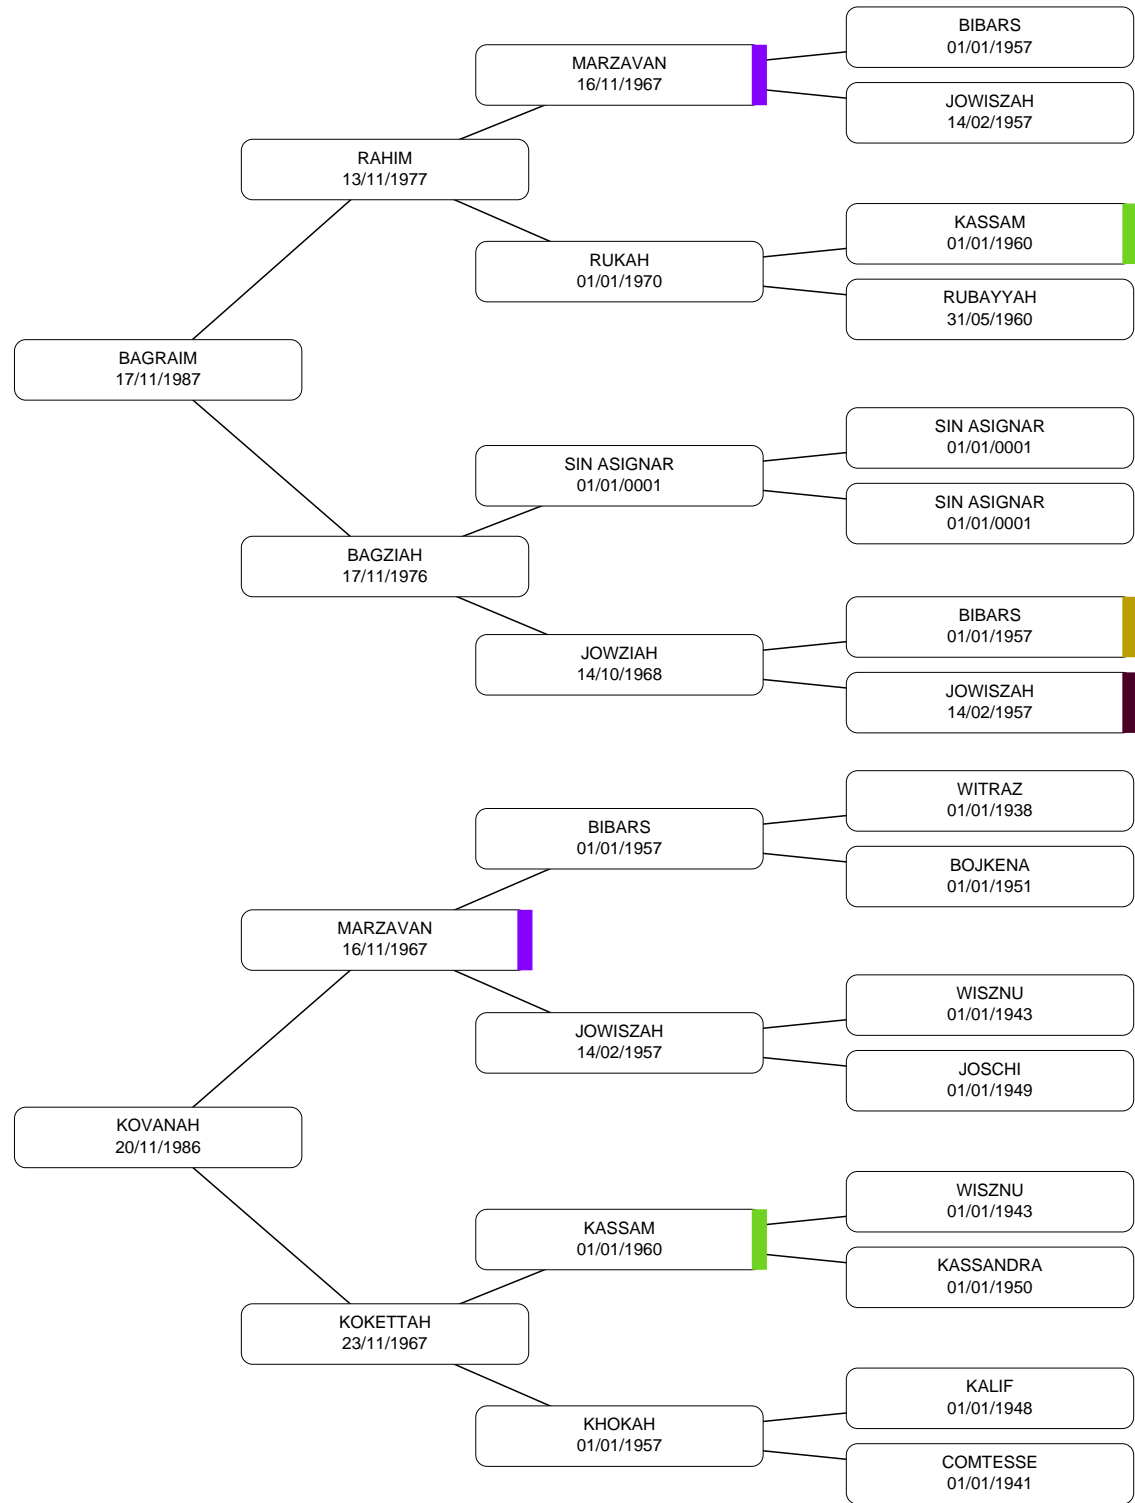 BIBARS
01/01/1957
MARZAVAN
16/11/1967
JOWISZAH
14/02/1957
RAHIM
13/11/1977
KASSAM
01/01/1960
RUKAH
01/01/1970
RUBAYYAH
31/05/1960
BAGRAIM
17/11/1987
SIN ASIGNAR
01/01/0001
SIN ASIGNAR
01/01/0001
SIN ASIGNAR
01/01/0001
BAGZIAH
17/11/1976
BIBARS
01/01/1957
JOWZIAH
14/10/1968
JOWISZAH
14/02/1957
WITRAZ
01/01/1938
BIBARS
01/01/1957
BOJKENA
01/01/1951
MARZAVAN
16/11/1967
WISZNU
01/01/1943
JOWISZAH
14/02/1957
JOSCHI
01/01/1949
KOVANAH
20/11/1986
WISZNU
01/01/1943
KASSAM
01/01/1960
KASSANDRA
01/01/1950
KOKETTAH
23/11/1967
KALIF
01/01/1948
KHOKAH
01/01/1957
COMTESSE
01/01/1941